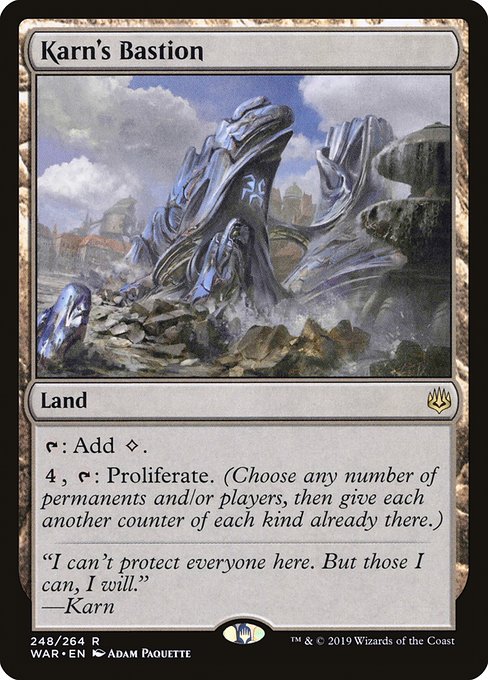 Karn's Bastion
Land
: Add .
4, : Proliferate. (Choose any number of
permanents and/or players, then give each
another counter of each kind already there.)
"I can't protect everyone here. But those I
can, I will."
—Karn
248/264 R
WAR • EN Adam Paquette
™ & © 2019 Wizards of the Coast